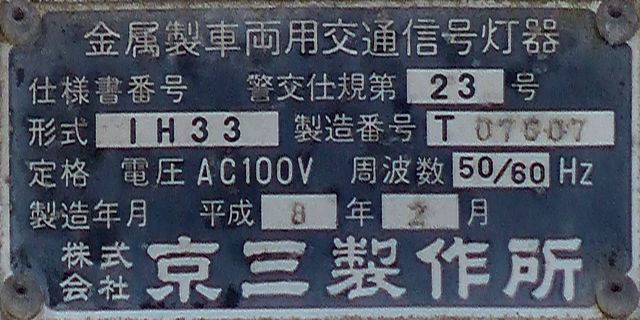 金属製車両用交通信号灯器
仕様書番号 警交仕規第 23 号
形式 1H33 製造番号 T 07607
定格 電圧 AC100V 周波数 50/60 Hz
製造年月 平成 8年 2月
株式会社 京三製作所